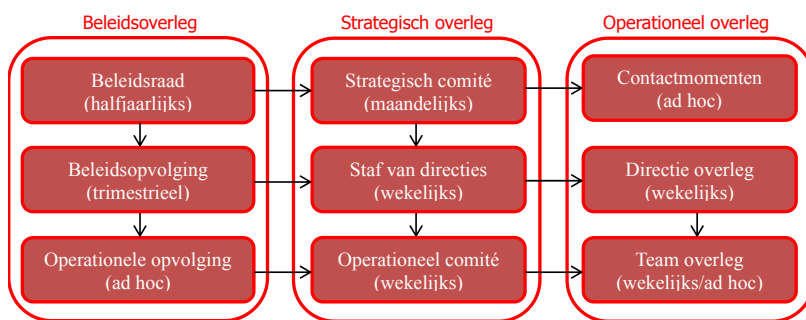 Beleidsoverleg
Strategisch overleg
Operationeel overleg
Beleidsraad
(halfjaarlijks)
Strategisch comité
(maandelijks)
Contactmomenten
(ad hoc)
Beleidsopvolging
(trimestrieel)
Staf van directies
(wekelijks)
Directie overleg
(wekelijks)
Operationele opvolging
(ad hoc)
Operationeel comité
(wekelijks)
Team overleg
(wekelijks/ad hoc)